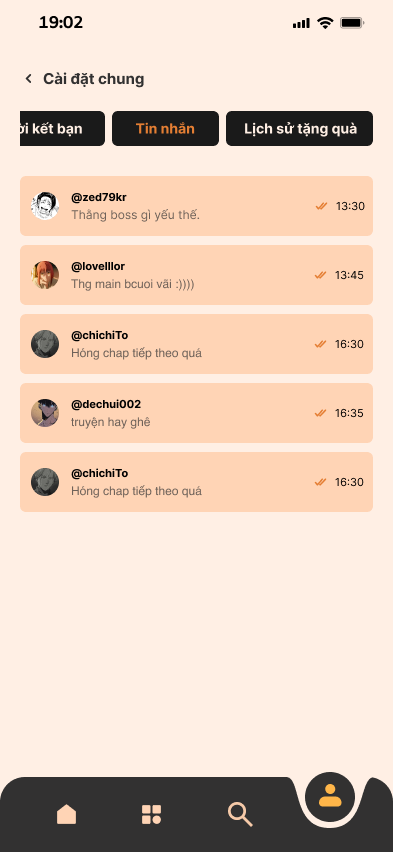 19:02
Cài đặt chung
kết bạn
Tin nhắn
Lịch sử tặng quà
@zed79kr
Thằng boss gì yếu thế.
13:30
@lovelllor
Thg main bcuoi vãi :))))
13:45
@chichiTo
Hóng chap tiếp theo quá
16:30
@dechui002
truyện hay ghê
16:35
@chichiTo
Hóng chap tiếp theo quá
16:30